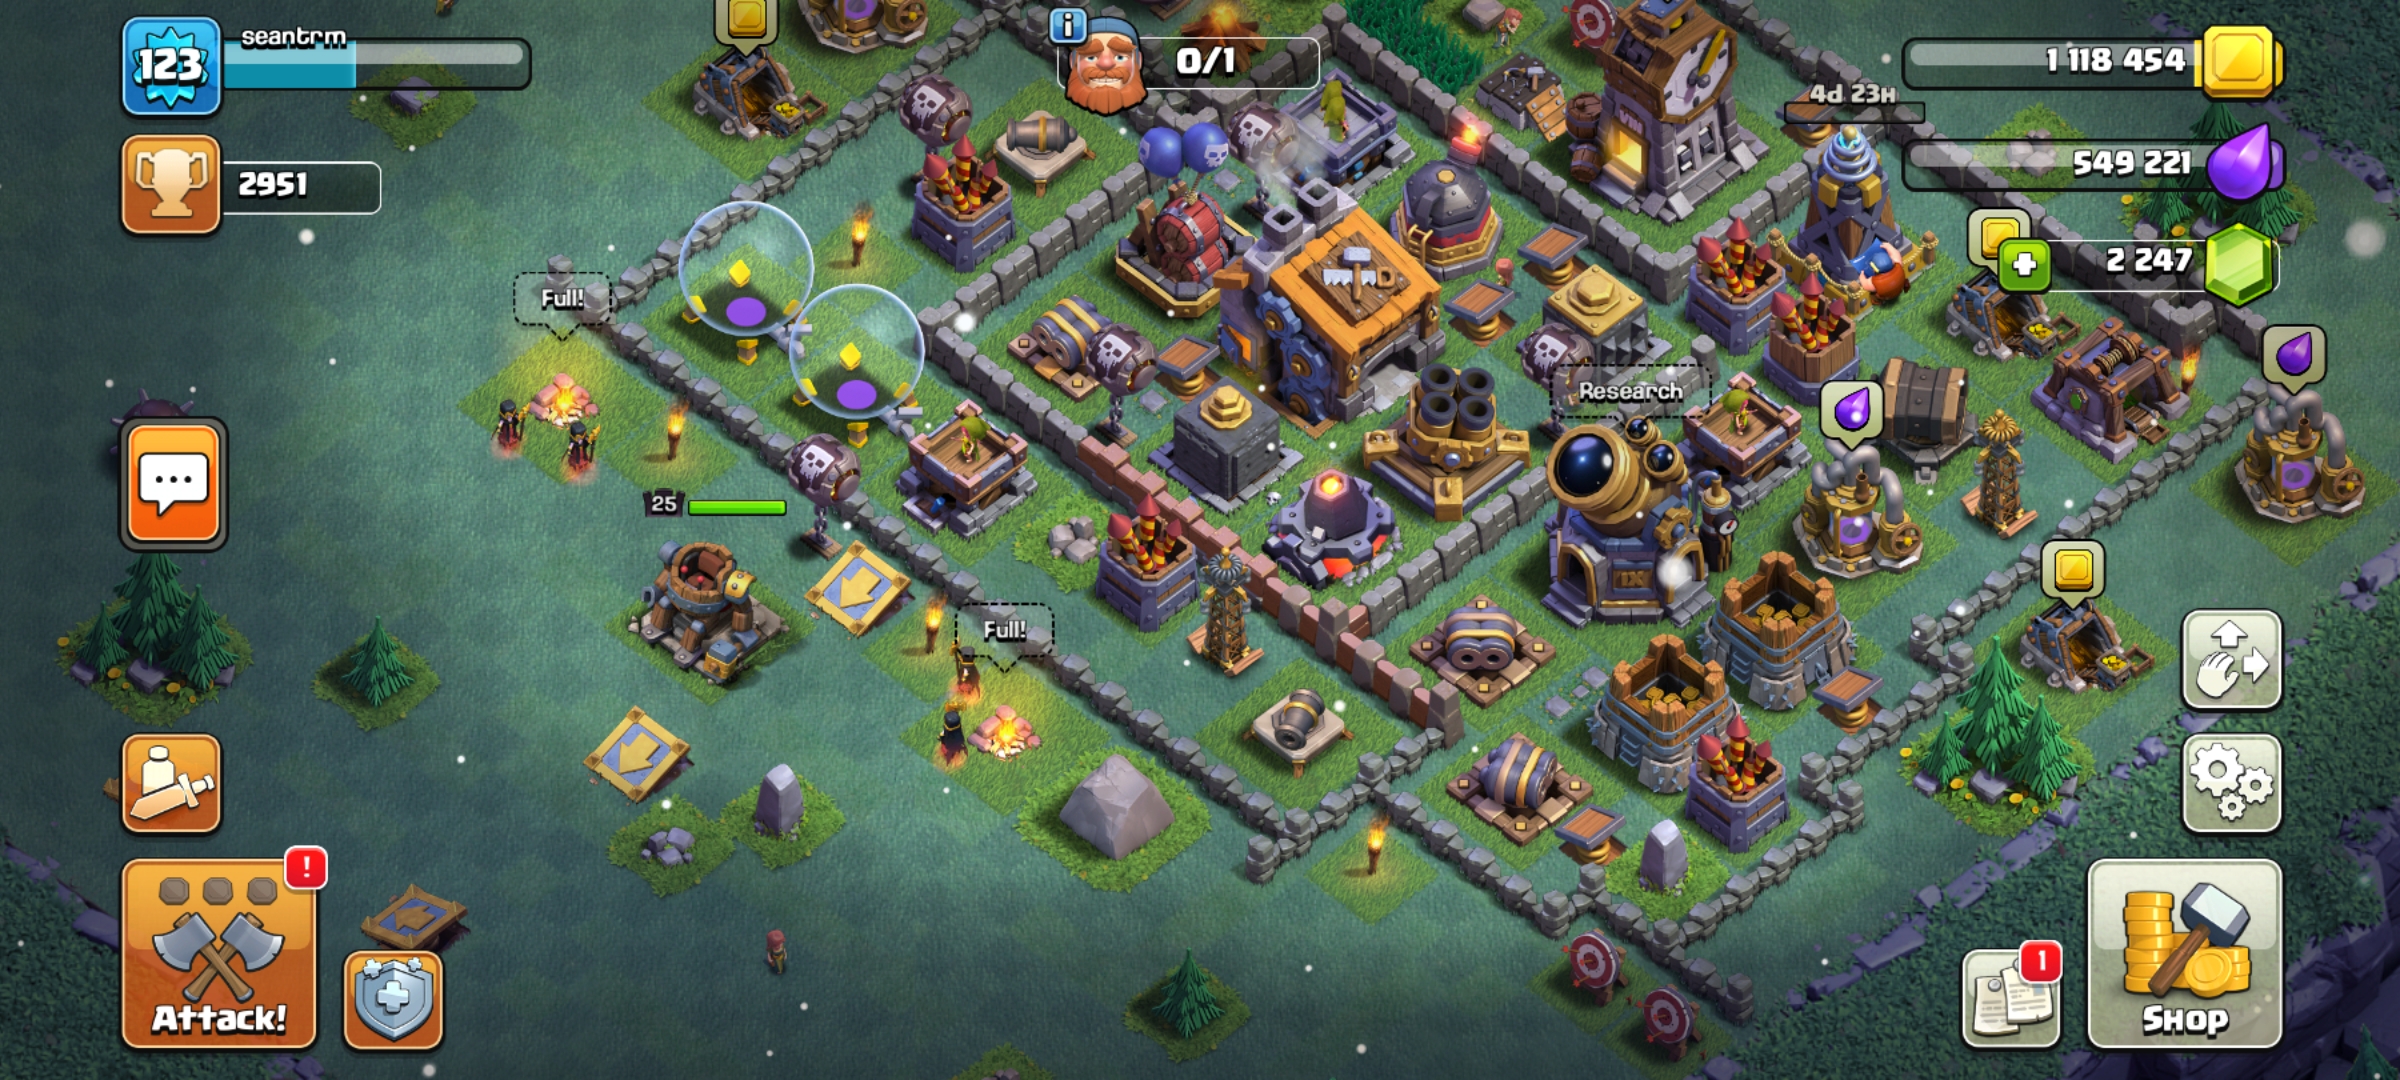 123
seantrm
2951
i
0/1
1 118 454
4d 23H
549 221
2 247
Full!
Research
25
Full!
VIII
IX
!
Attack!
1
Shop